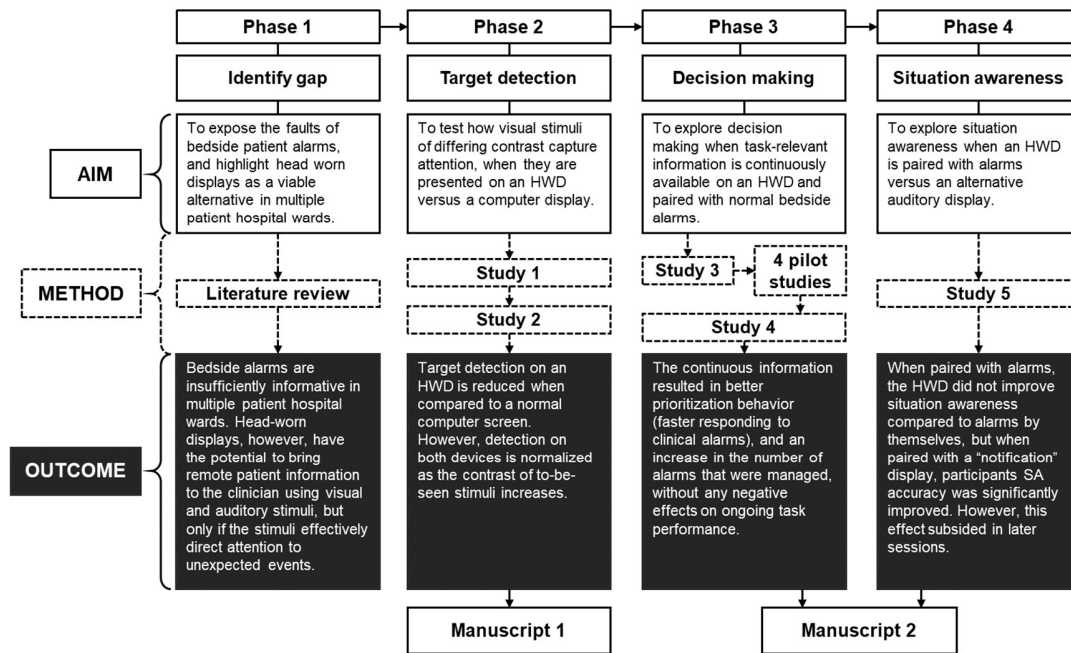 Phase 1
Phase 2
Phase 3
Phase 4
Identify gap
Target detection
Decision making
Situation awareness
AIM
To expose the faults of
bedside patient alarms,
and highlight head worn
displays as a viable
alternative in multiple
patient hospital wards.
To test how visual stimuli
of differing contrast capture
attention, when they are
presented on an HWD
versus a computer display.
To explore decision
making when task-relevant
information is continuously
available on an HWD and
paired with normal bedside
alarms.
To explore situation
awareness when an HWD
is paired with alarms
versus an alternative
auditory display.
METHOD
Literature review
Study 1
Study 2
Study 3
4 pilot
studies
Study 4
Study 5
OUTCOME
Bedside alarms are
insufficiently informative in
multiple patient hospital
wards. Head-worn
displays, however, have
the potential to bring
remote patient information
to the clinician using visual
and auditory stimuli, but
only if the stimuli effectively
direct attention to
unexpected events.
Target detection on an
HWD is reduced when
compared to a normal
computer screen.
However, detection on
both devices is normalized
as the contrast of to-be-
seen stimuli increases.
The continuous information
resulted in better
prioritization behavior
(faster responding to
clinical alarms), and an
increase in the number of
alarms that were managed,
without any negative
effects on ongoing task
performance.
When paired with alarms,
the HWD did not improve
situation awareness
compared to alarms by
themselves, but when
paired with a “notification”
display, participants SA
accuracy was significantly
improved. However, this
effect subsided in later
sessions.
Manuscript 1
Manuscript 2